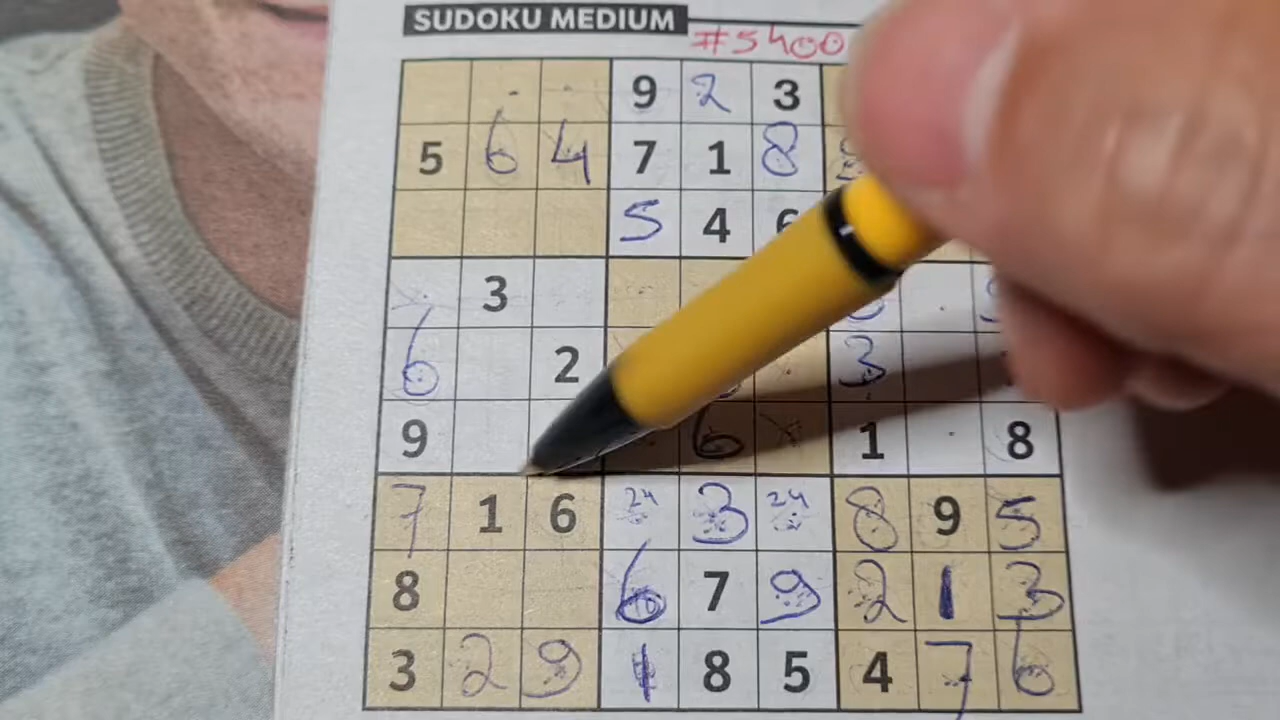 SUDOKU MEDIUM
#5400
9 2 3
5 6 4 7 1 8
5 4 6
3
6 2 3
9 6 1 8
7 1 6 24 3 24 8 9 5
8 6 7 9 2 1 3
3 2 9 1 8 5 4 7 6